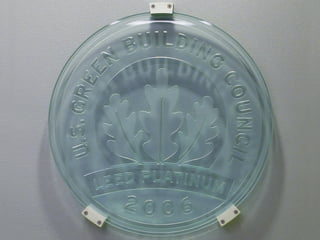 U.S. GREEN BUILDING COUNCIL
LEED PLATINUM
2006